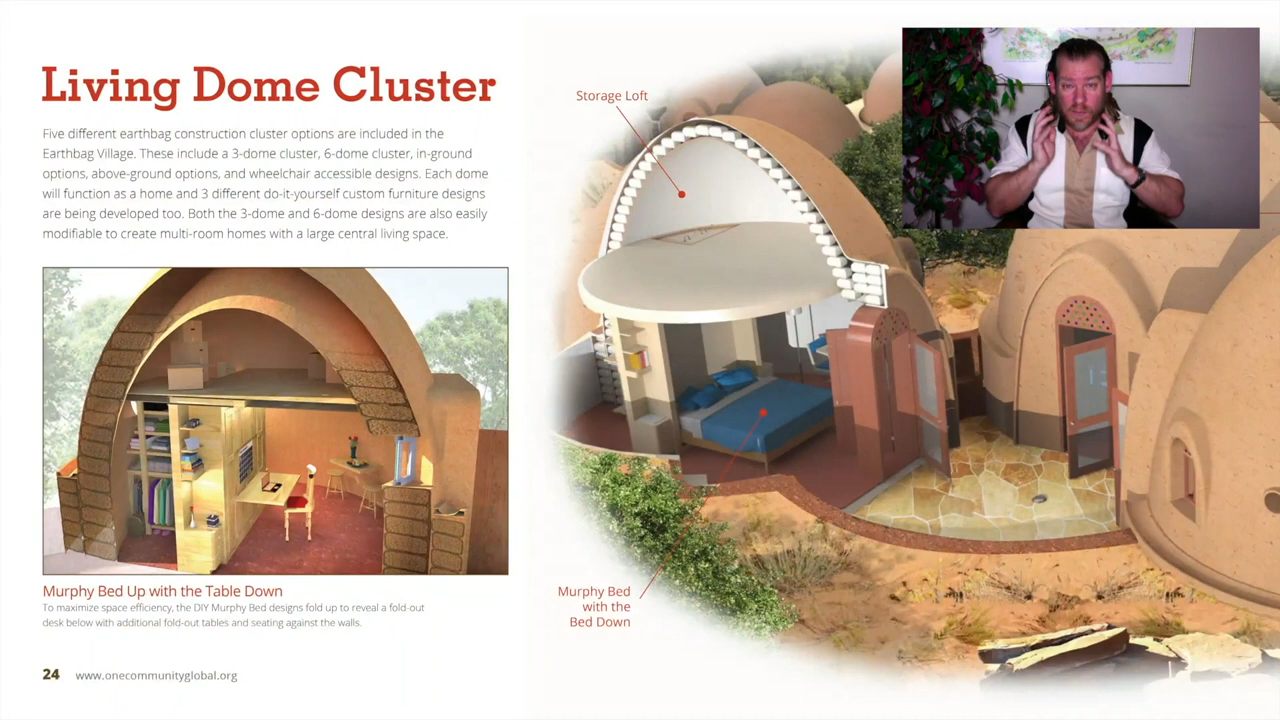 Living Dome Cluster
Five different earthbag construction cluster options are included in the
Earthbag Village. These include a 3-dome cluster, 6-dome cluster, in-ground
options, above-ground options, and wheelchair accessible designs. Each dome
will function as a home and 3 different do-it-yourself custom furniture designs
are being developed too. Both the 3-dome and 6-dome designs are also easily
modifiable to create multi-room homes with a large central living space.
Murphy Bed Up with the Table Down
To maximize space efficiency, the DIY Murphy Bed designs fold up to reveal a fold-out
desk below with additional fold-out tables and seating against the walls.
24 www.onecommunityglobal.org
Storage Loft
Murphy Bed
with the
Bed Down